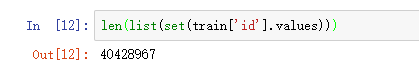 In [12]: len(list(set(train['id'].values)))
Out[12]: 40428967